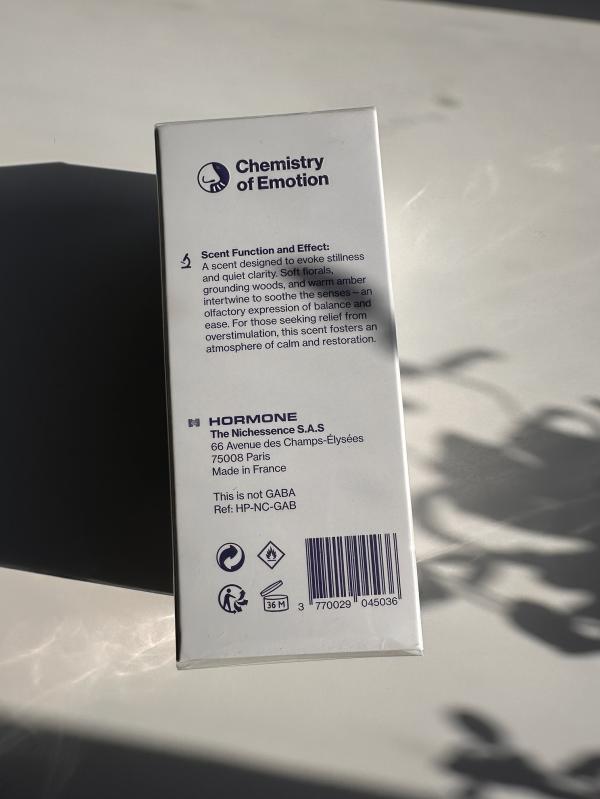 Chemistry
of Emotion
Scent Function and Effect:
A scent designed to evoke stillness
and quiet clarity. Soft florals,
grounding woods, and warm amber
intertwine to soothe the senses—an
olfactory expression of balance and
ease. For those seeking relief from
overstimulation, this scent fosters an
atmosphere of calm and restoration.
HORMONE
The Nichessence S.A.S
66 Avenue des Champs-Élysées
75008 Paris
Made in France
This is not GABA
Ref: HP-NC-GAB
36 M
3 770029 045036